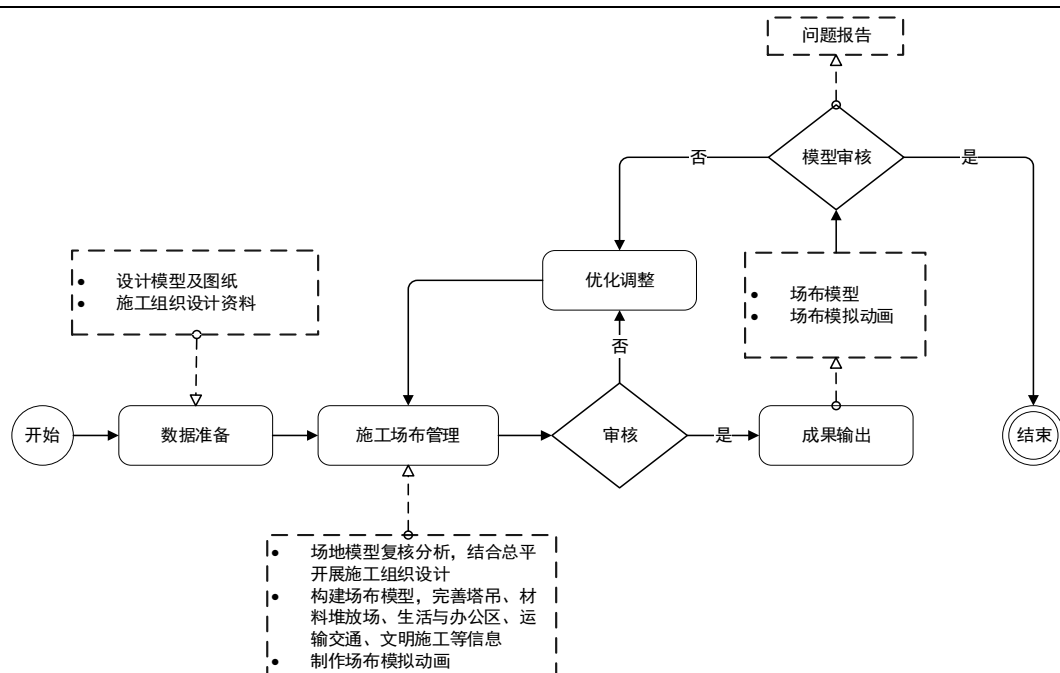 问题报告
否
模型审核
是
• 设计模型及图纸
• 施工组织设计资料
优化调整
• 场布模型
• 场布模拟动画
否
开始
数据准备
施工场布管理
审核
是
成果输出
结束
• 场地模型复核分析，结合总平
开展施工组织设计
• 构建场布模型，完善塔吊、材
料堆放场、生活与办公区、运
输交通、文明施工等信息
• 制作场布模拟动画